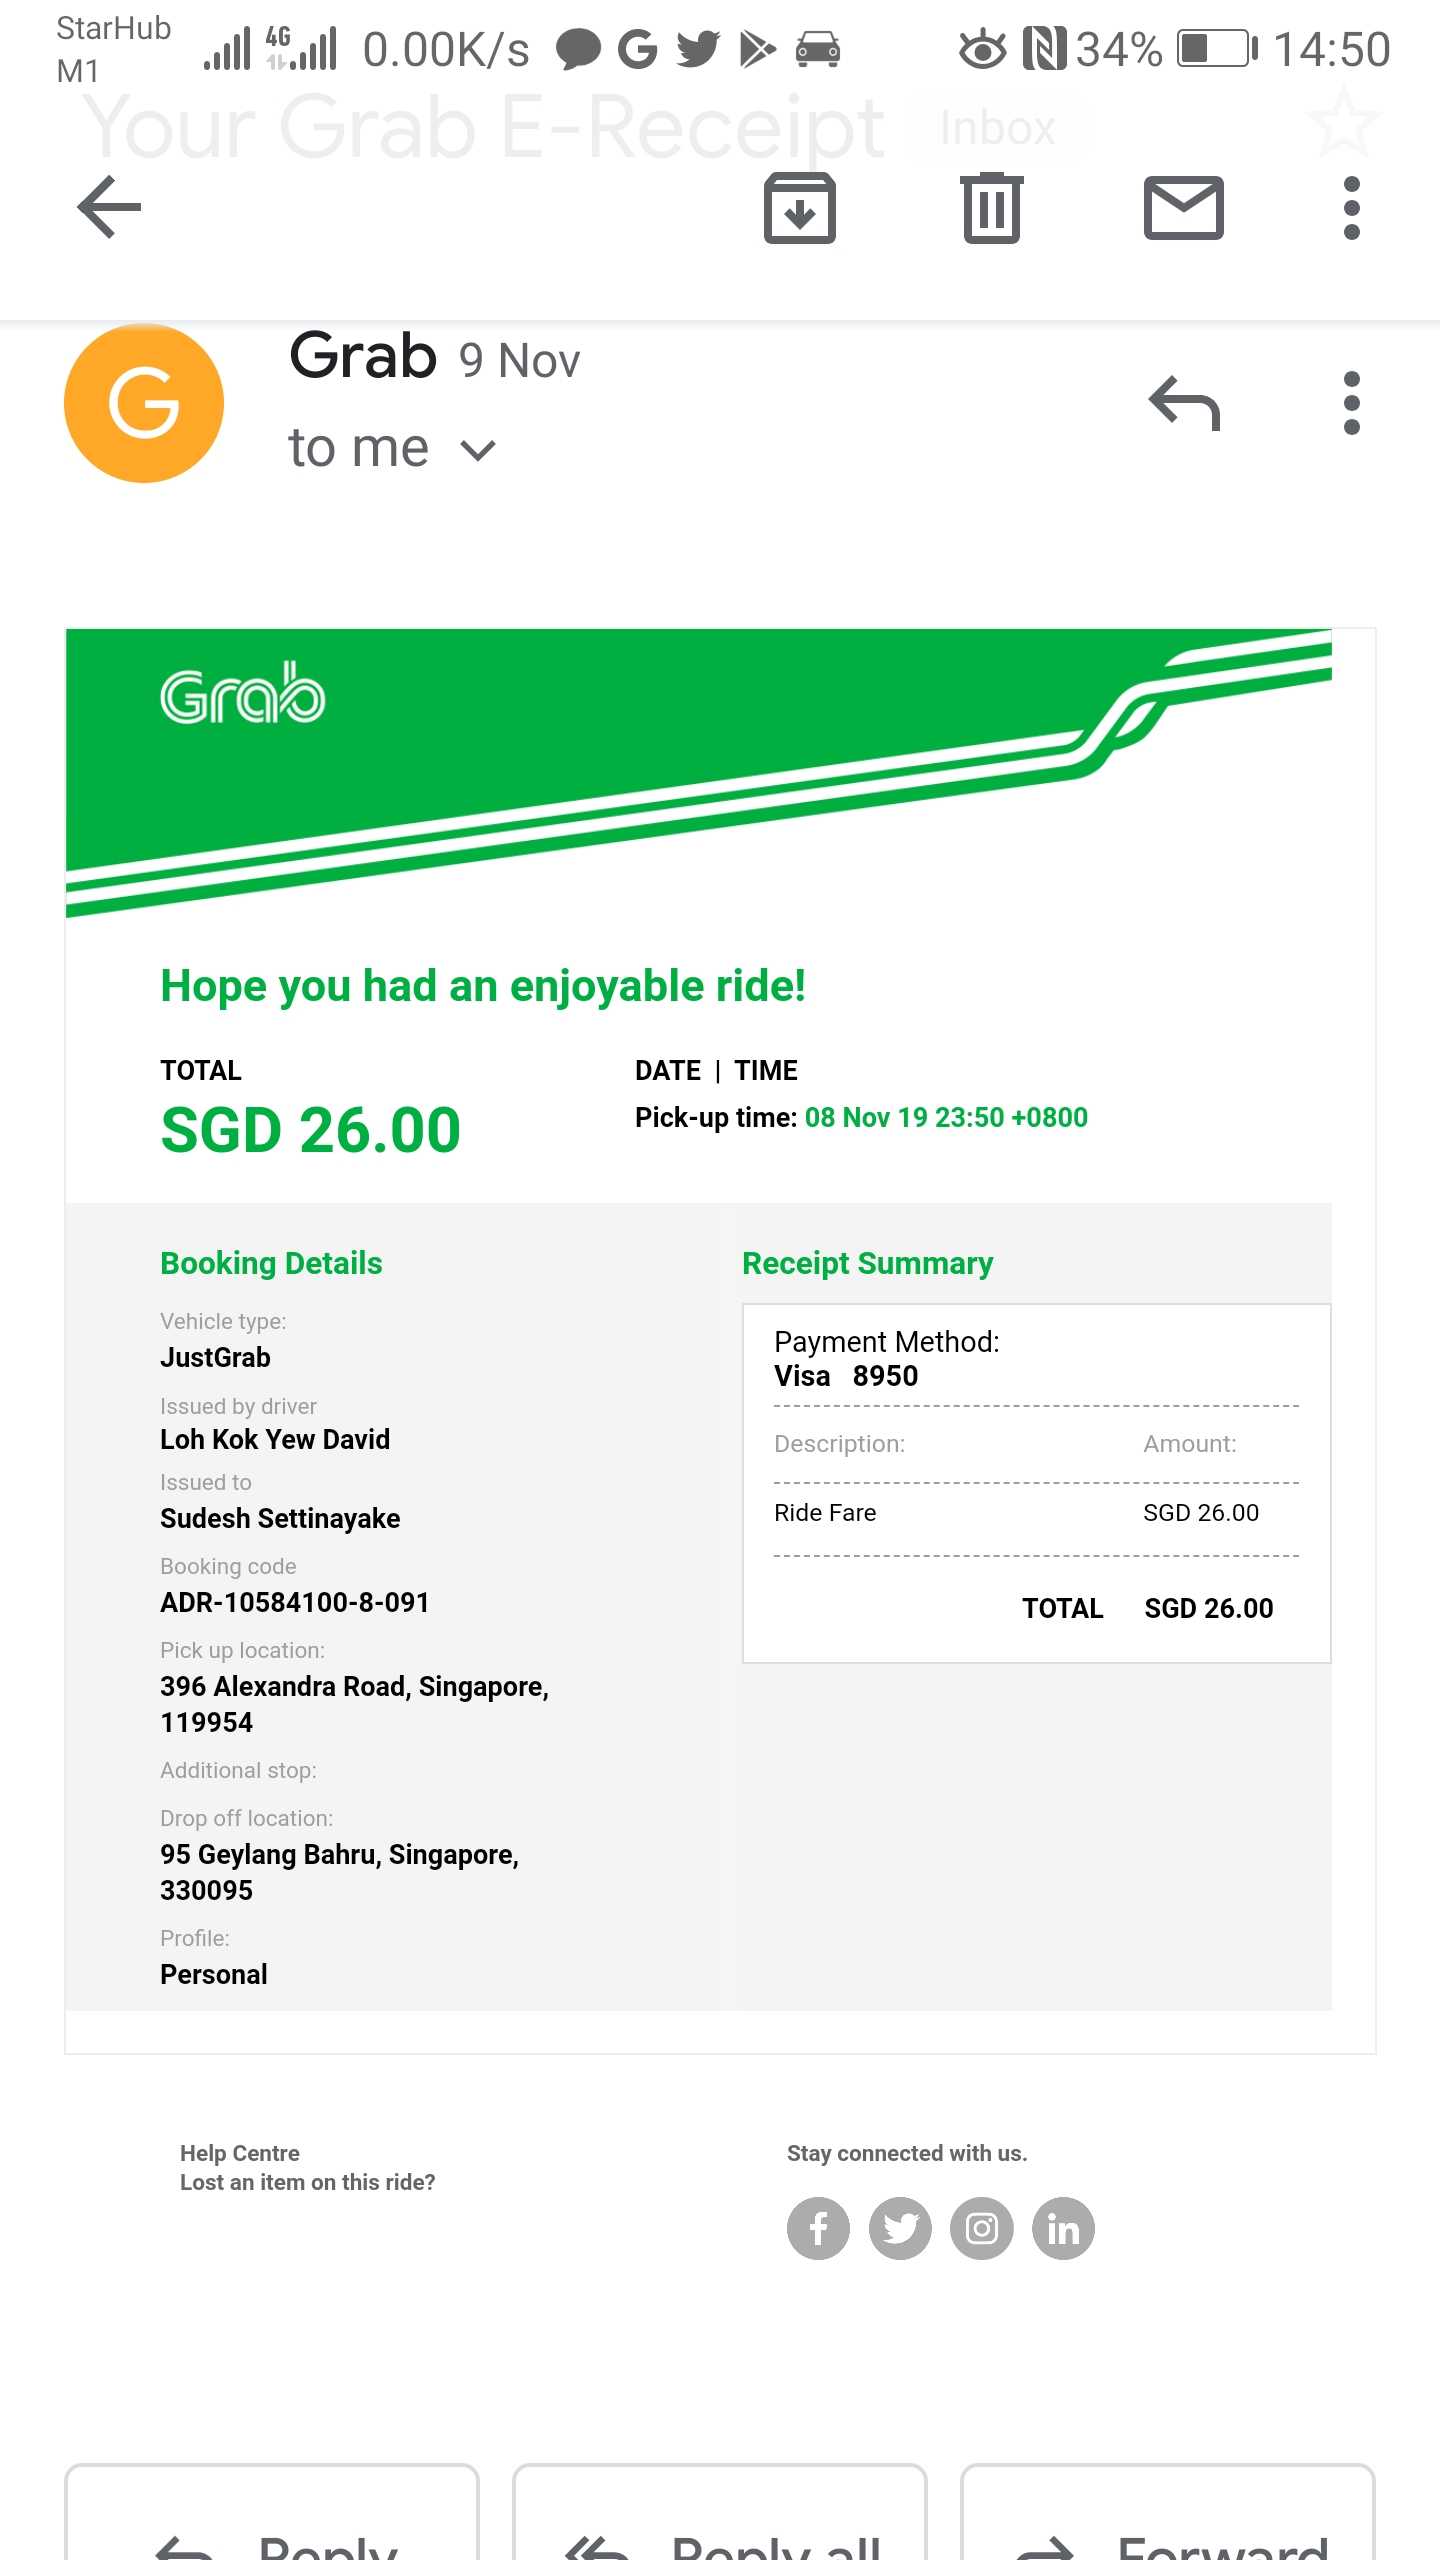 StarHub
M1
4G
0.00K/s
34%
14:50
Your Grab E-Receipt
Inbox
G
Grab 9 Nov
to me
Grab
Hope you had an enjoyable ride!
TOTAL
SGD 26.00
DATE | TIME
Pick-up time: 08 Nov 19 23:50 +0800
Booking Details
Vehicle type:
JustGrab
Issued by driver
Loh Kok Yew David
Issued to
Sudesh Settinayake
Booking code
ADR-10584100-8-091
Pick up location:
396 Alexandra Road, Singapore,
119954
Additional stop:
Drop off location:
95 Geylang Bahru, Singapore,
330095
Profile:
Personal
Receipt Summary
Payment Method:
Visa 8950
Description: Amount:
Ride Fare SGD 26.00
TOTAL SGD 26.00
Help Centre
Lost an item on this ride?
Stay connected with us.
Reply
Reply all
Forward